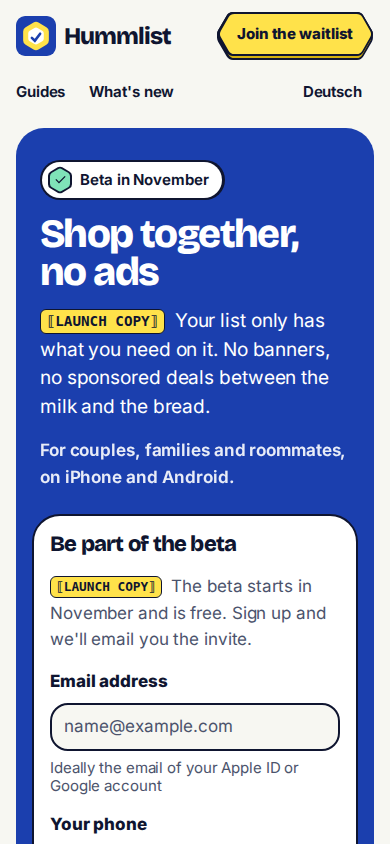 Hummlist
Join the waitlist
Guides
What's new
Deutsch
Beta in November
Shop together,
no ads
⟦LAUNCH COPY⟧ Your list only has
what you need on it. No banners,
no sponsored deals between the
milk and the bread.
For couples, families and roommates,
on iPhone and Android.
Be part of the beta
⟦LAUNCH COPY⟧ The beta starts in
November and is free. Sign up and
we'll email you the invite.
Email address
name@example.com
Ideally the email of your Apple ID or
Google account
Your phone